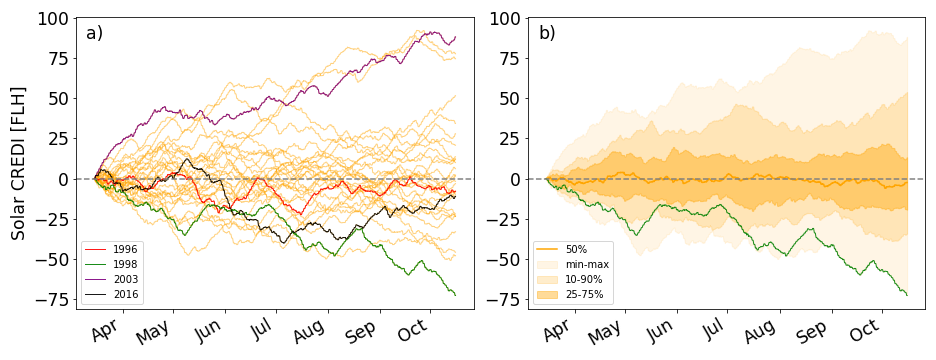 a)
b)
Solar CREDI [FLH]
100
75
50
25
0
−25
−50
−75
1996
1998
2003
2016
Apr
May
Jun
Jul
Aug
Sep
Oct
100
75
50
25
0
−25
−50
−75
50%
min-max
10-90%
25-75%
Apr
May
Jun
Jul
Aug
Sep
Oct